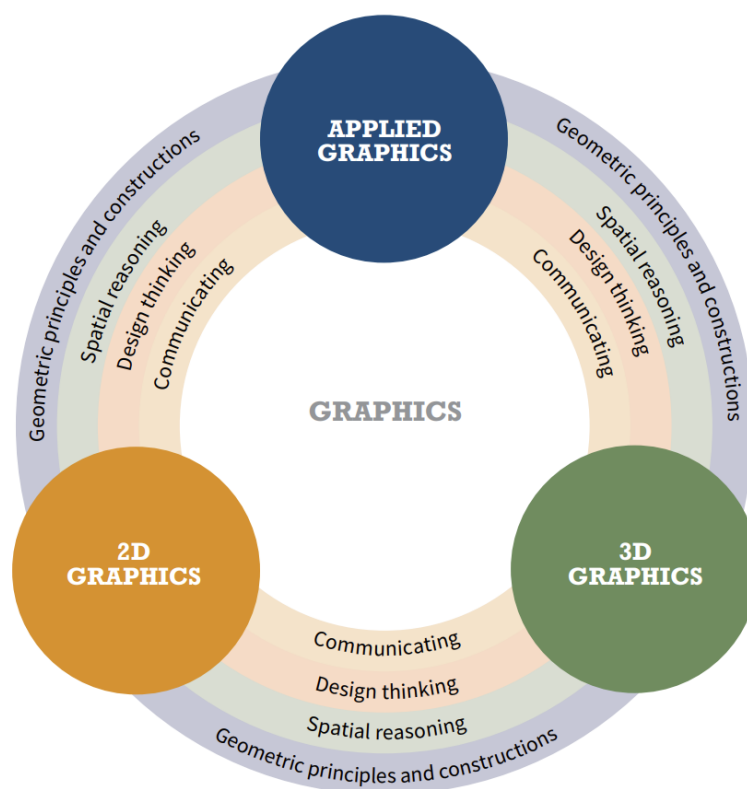 APPLIED
GRAPHICS
Geometric principles and constructions
Spatial reasoning
Design thinking
Communicating
Geometric principles and constructions
Spatial reasoning
Design thinking
Communicating
GRAPHICS
2D
GRAPHICS
3D
GRAPHICS
Communicating
Design thinking
Spatial reasoning
Geometric principles and constructions